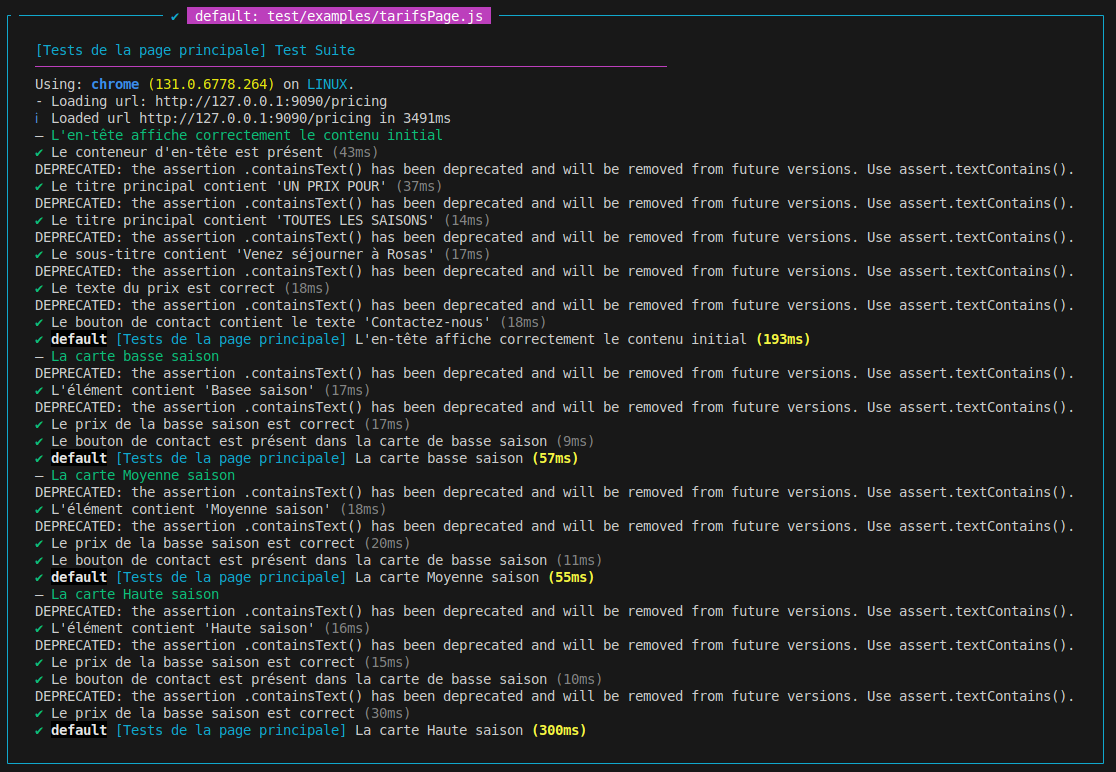 ✔ default: test/examples/tarifsPage.js
[Tests de la page principale] Test Suite
Using: chrome (131.0.6778.264) on LINUX.
- Loading url: http://127.0.0.1:9090/pricing
ℹ Loaded url http://127.0.0.1:9090/pricing in 3491ms
– L'en-tête affiche correctement le contenu initial
✔ Le conteneur d'en-tête est présent (43ms)
DEPRECATED: the assertion .containsText() has been deprecated and will be removed from future versions. Use assert.textContains().
✔ Le titre principal contient 'UN PRIX POUR' (37ms)
DEPRECATED: the assertion .containsText() has been deprecated and will be removed from future versions. Use assert.textContains().
✔ Le titre principal contient 'TOUTES LES SAISONS' (14ms)
DEPRECATED: the assertion .containsText() has been deprecated and will be removed from future versions. Use assert.textContains().
✔ Le sous-titre contient 'Venez séjourner à Rosas' (17ms)
DEPRECATED: the assertion .containsText() has been deprecated and will be removed from future versions. Use assert.textContains().
✔ Le texte du prix est correct (18ms)
DEPRECATED: the assertion .containsText() has been deprecated and will be removed from future versions. Use assert.textContains().
✔ Le bouton de contact contient le texte 'Contactez-nous' (18ms)
✔ default [Tests de la page principale] L'en-tête affiche correctement le contenu initial (193ms)
– La carte basse saison
DEPRECATED: the assertion .containsText() has been deprecated and will be removed from future versions. Use assert.textContains().
✔ L'élément contient 'Basee saison' (17ms)
DEPRECATED: the assertion .containsText() has been deprecated and will be removed from future versions. Use assert.textContains().
✔ Le prix de la basse saison est correct (17ms)
✔ Le bouton de contact est présent dans la carte de basse saison (9ms)
✔ default [Tests de la page principale] La carte basse saison (57ms)
– La carte Moyenne saison
DEPRECATED: the assertion .containsText() has been deprecated and will be removed from future versions. Use assert.textContains().
✔ L'élément contient 'Moyenne saison' (18ms)
DEPRECATED: the assertion .containsText() has been deprecated and will be removed from future versions. Use assert.textContains().
✔ Le prix de la basse saison est correct (20ms)
✔ Le bouton de contact est présent dans la carte de basse saison (11ms)
✔ default [Tests de la page principale] La carte Moyenne saison (55ms)
– La carte Haute saison
DEPRECATED: the assertion .containsText() has been deprecated and will be removed from future versions. Use assert.textContains().
✔ L'élément contient 'Haute saison' (16ms)
DEPRECATED: the assertion .containsText() has been deprecated and will be removed from future versions. Use assert.textContains().
✔ Le prix de la basse saison est correct (15ms)
✔ Le bouton de contact est présent dans la carte de basse saison (10ms)
DEPRECATED: the assertion .containsText() has been deprecated and will be removed from future versions. Use assert.textContains().
✔ Le prix de la basse saison est correct (30ms)
✔ default [Tests de la page principale] La carte Haute saison (300ms)